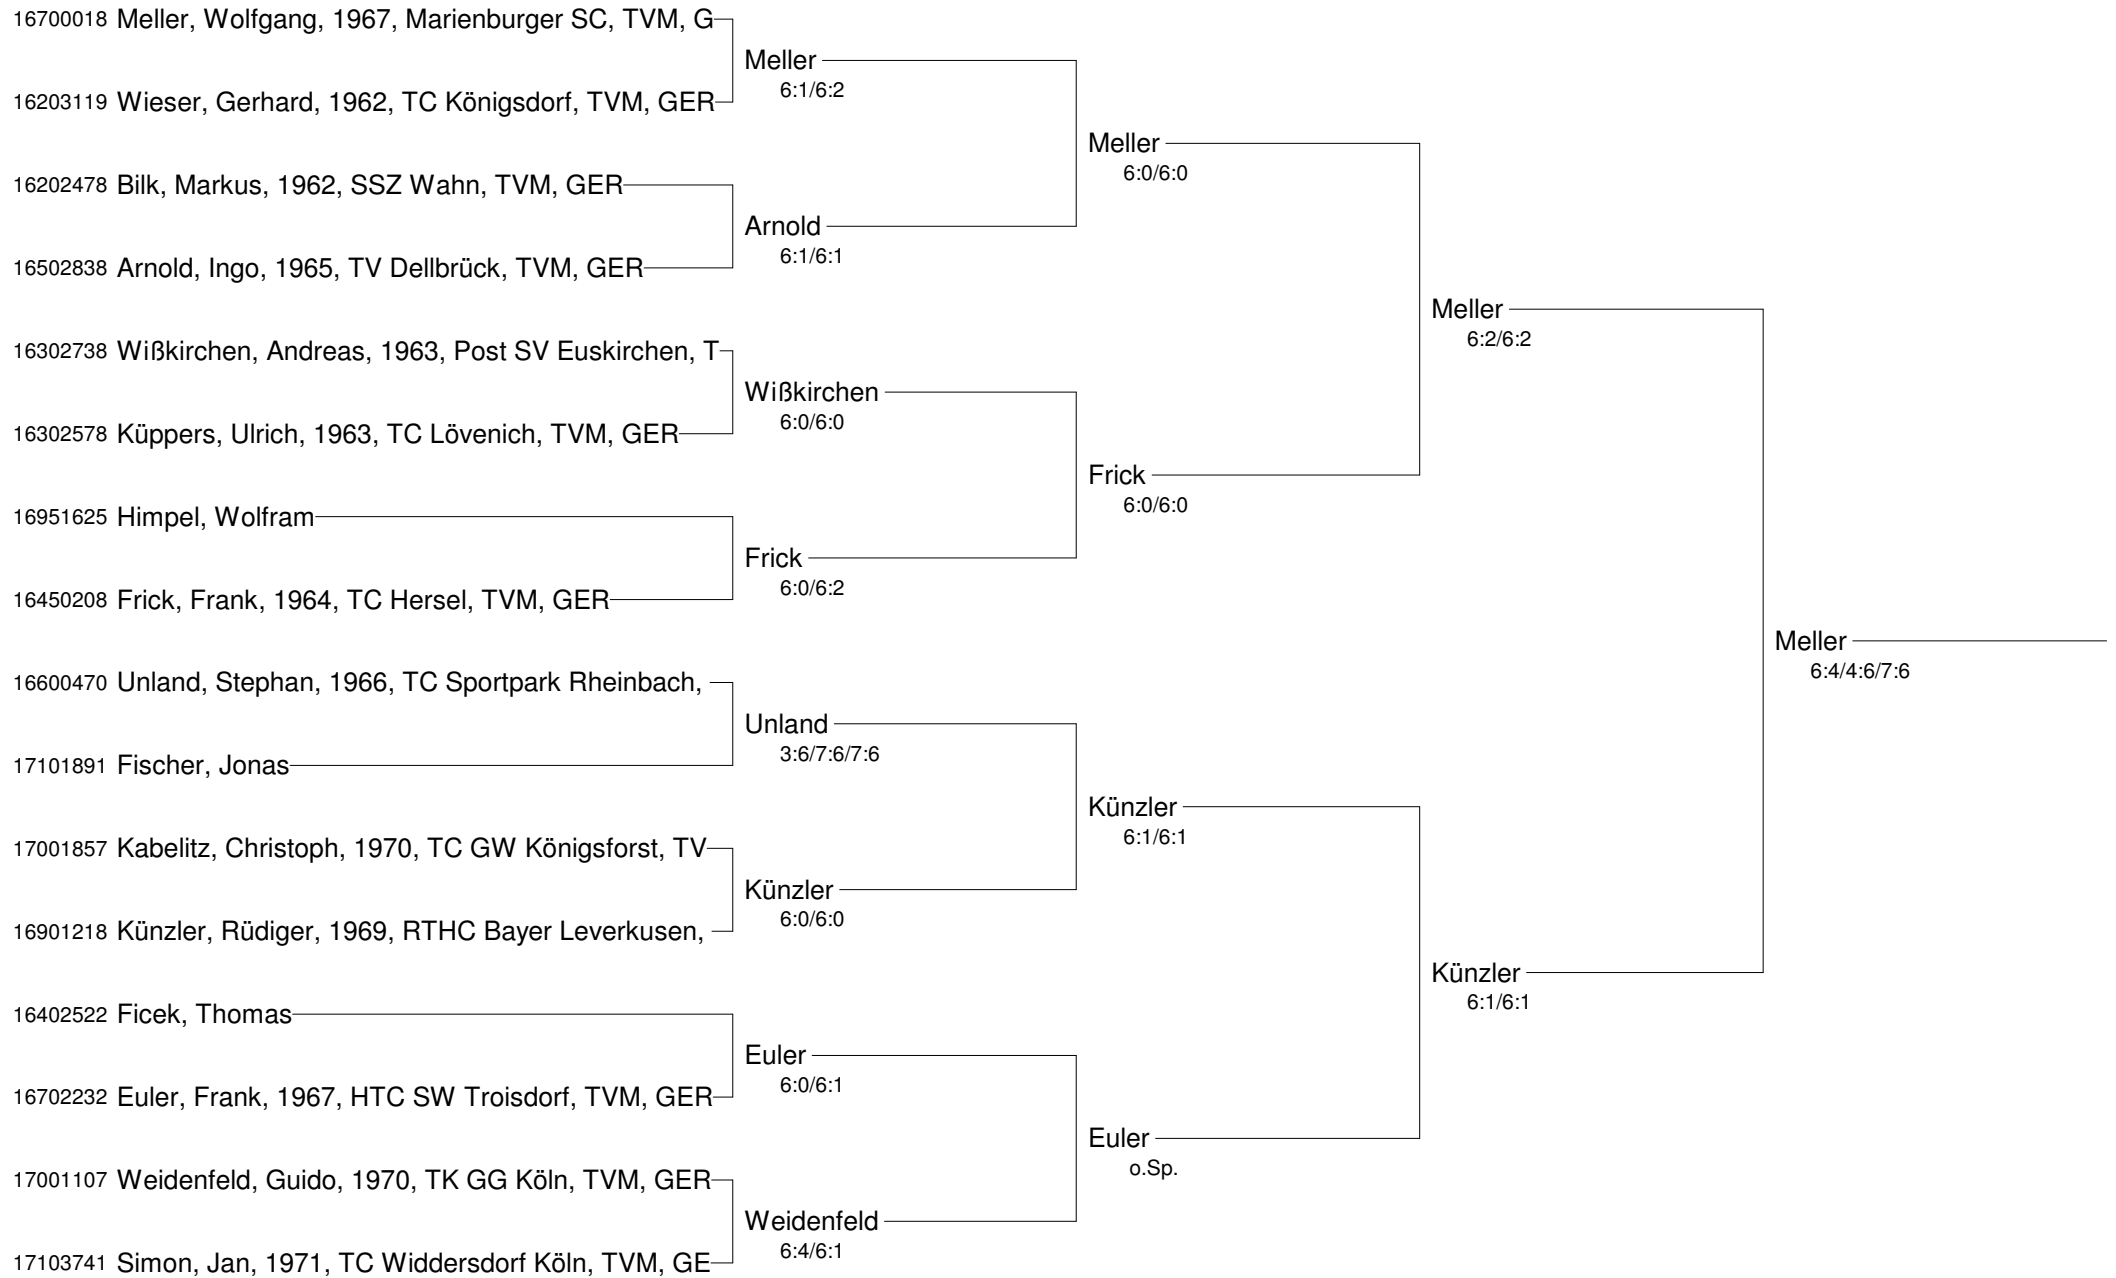 16700018 Meller, Wolfgang, 1967, Marienburger SC, TVM, G
Meller
6:1/6:2
16203119 Wieser, Gerhard, 1962, TC Königsdorf, TVM, GER
Meller
6:0/6:0
16202478 Bilk, Markus, 1962, SSZ Wahn, TVM, GER
Arnold
6:1/6:1
16502838 Arnold, Ingo, 1965, TV Dellbrück, TVM, GER
Meller
6:2/6:2
16302738 Wißkirchen, Andreas, 1963, Post SV Euskirchen, T
Wißkirchen
6:0/6:0
16302578 Küppers, Ulrich, 1963, TC Lövenich, TVM, GER
Frick
6:0/6:0
16951625 Himpel, Wolfram
Frick
6:0/6:2
16450208 Frick, Frank, 1964, TC Hersel, TVM, GER
Meller
6:4/4:6/7:6
16600470 Unland, Stephan, 1966, TC Sportpark Rheinbach,
Unland
3:6/7:6/7:6
17101891 Fischer, Jonas
Künzler
6:1/6:1
17001857 Kabelitz, Christoph, 1970, TC GW Königsforst, TV
Künzler
6:0/6:0
16901218 Künzler, Rüdiger, 1969, RTHC Bayer Leverkusen,
Künzler
6:1/6:1
16402522 Ficek, Thomas
Euler
6:0/6:1
16702232 Euler, Frank, 1967, HTC SW Troisdorf, TVM, GER
Euler
o.Sp.
17001107 Weidenfeld, Guido, 1970, TK GG Köln, TVM, GER
Weidenfeld
6:4/6:1
17103741 Simon, Jan, 1971, TC Widdersdorf Köln, TVM, GE